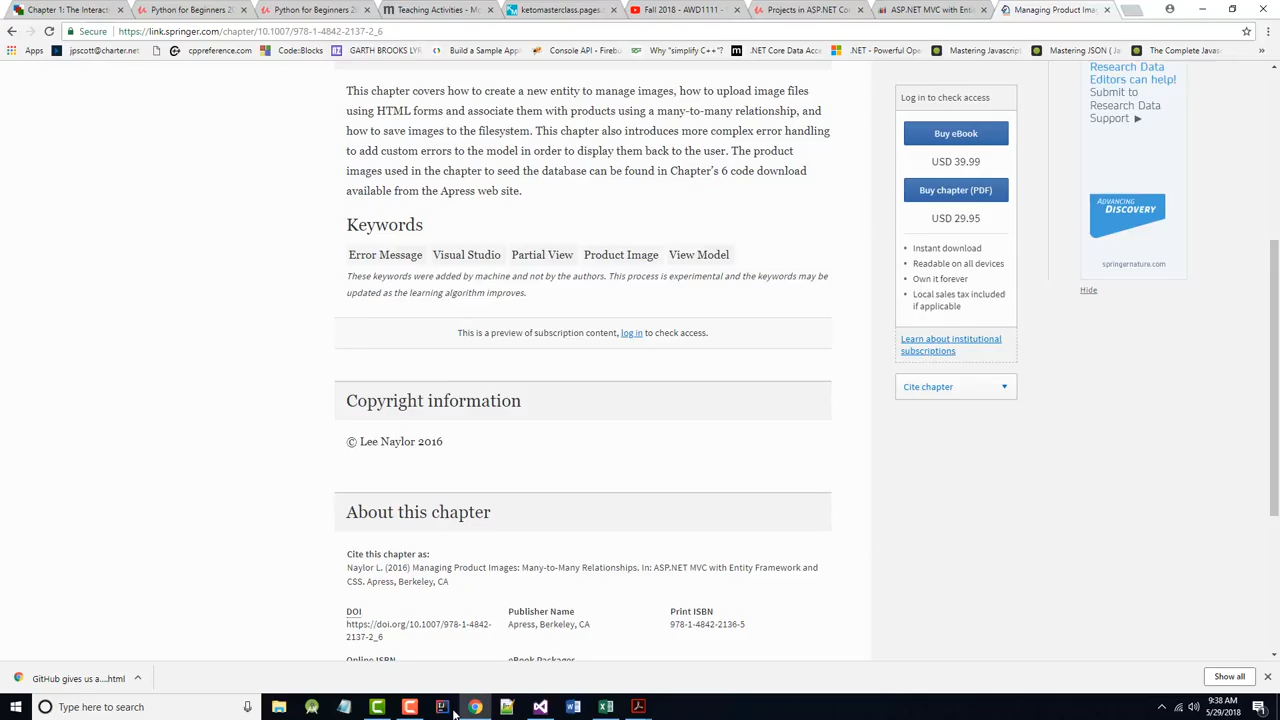 Chapter 1: The Interact
Python for Beginners 20
Python for Beginners 20
Teaching Activities - Mo
ketomasterclass.pages.
Fall 2018 - AWD1111
Projects in ASP.NET Cor
ASP.NET MVC with Entit
Managing Product Imag
Secure
https://link.springer.com/chapter/10.1007/978-1-4842-2137-2_6
Apps
jpscott@charter.net
cppreference.com
Code::Blocks
GARTH BROOKS LYR
Build a Sample App
Console API - Firebu
Why "simplify C++"?
.NET Core Data Acce
.NET - Powerful Ope
Mastering Javascript
Mastering JSON ( Ja
The Complete Javas
This chapter covers how to create a new entity to manage images, how to upload image files
using HTML forms and associate them with products using a many-to-many relationship, and
how to save images to the filesystem. This chapter also introduces more complex error handling
to add custom errors to the model in order to display them back to the user. The product
images used in the chapter to seed the database can be found in Chapter's 6 code download
available from the Apress web site.
Keywords
Error Message Visual Studio Partial View Product Image View Model
These keywords were added by machine and not by the authors. This process is experimental and the keywords may be
updated as the learning algorithm improves.
This is a preview of subscription content, log in to check access.
Copyright information
© Lee Naylor 2016
About this chapter
Cite this chapter as:
Naylor L. (2016) Managing Product Images: Many-to-Many Relationships. In: ASP.NET MVC with Entity Framework and
CSS. Apress, Berkeley, CA
DOI
https://doi.org/10.1007/978-1-4842-
2137-2_6
Publisher Name
Apress, Berkeley, CA
Print ISBN
978-1-4842-2136-5
Online ISBN
eBook Packages
Log in to check access
Buy eBook
USD 39.99
Buy chapter (PDF)
USD 29.95
Instant download
Readable on all devices
Own it forever
Local sales tax included
if applicable
Learn about institutional
subscriptions
Cite chapter
Research Data
Editors can help!
Submit to
Research Data
Support
ADVANCING
DISCOVERY
springernature.com
Hide
GitHub gives us a....html
Show all
Type here to search
9:38 AM
5/29/2018